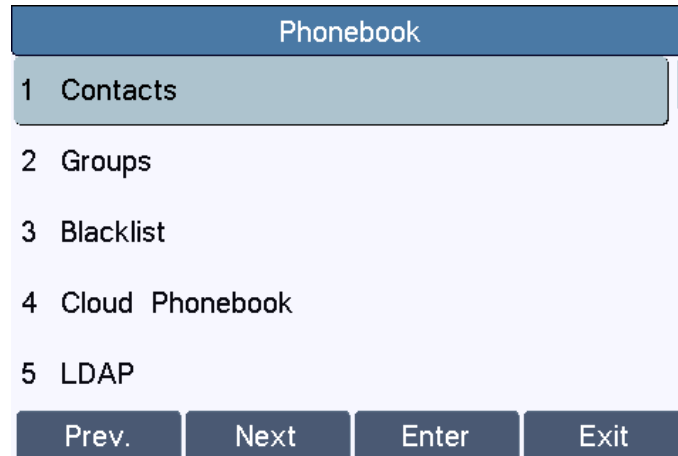 Phonebook
1 Contacts
2 Groups
3 Blacklist
4 Cloud Phonebook
5 LDAP
Prev. Next Enter Exit